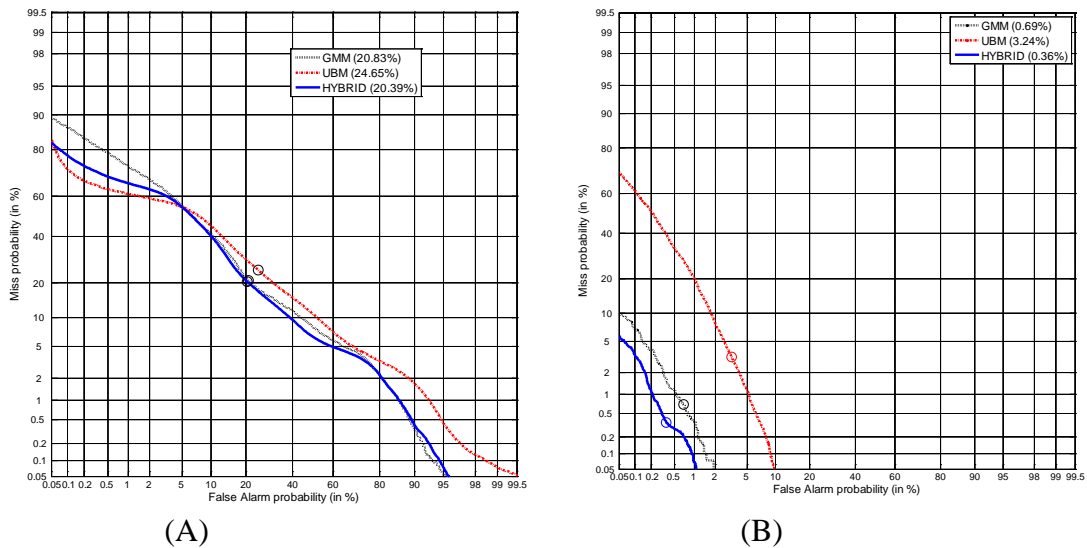 99.5
99
98
95
90
80
60
40
20
10
5
2
1
0.5
0.2
0.1
0.05
Miss probability (in %)
GMM (20.83%)
UBM (24.65%)
HYBRID (20.39%)
0.05 0.1 0.2 0.5 1 2 5 10 20 40 60 80 90 95 98 99 99.5
False Alarm probability (in %)
(A)
99.5
99
98
95
90
80
60
40
20
10
5
2
1
0.5
0.2
0.1
0.05
Miss probability (in %)
GMM (0.69%)
UBM (3.24%)
HYBRID (0.36%)
0.05 0.1 0.2 0.5 1 2 5 10 20 40 60 80 90 95 98 99 99.5
False Alarm probability (in %)
(B)